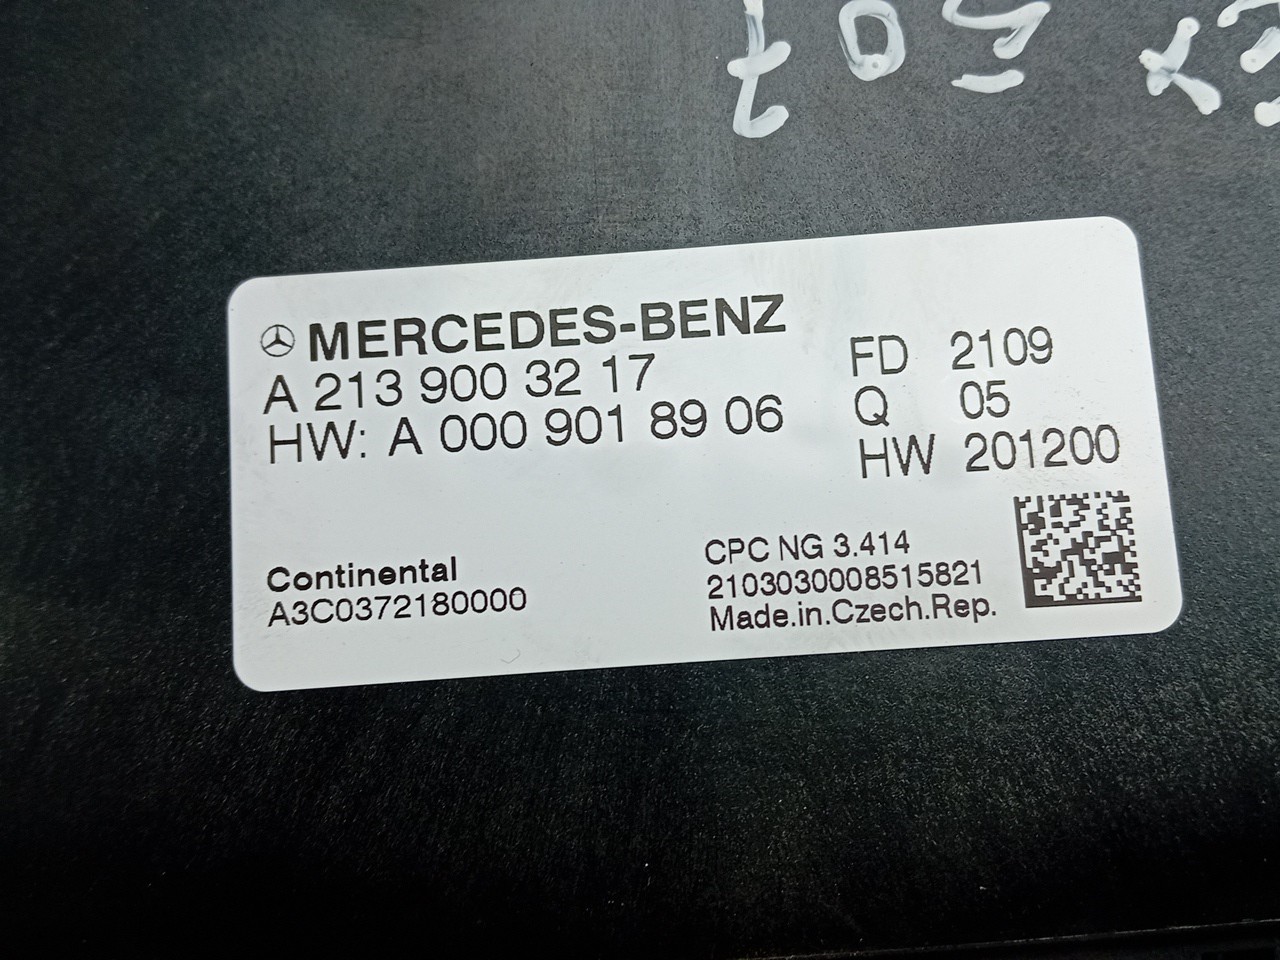 507
MERCEDES-BENZ
A 213 900 32 17
HW: A 000 901 89 06
FD 2109
Q 05
HW 201200
Continental
A3C0372180000
CPC NG 3.414
2103030008515821
Made.in.Czech.Rep.